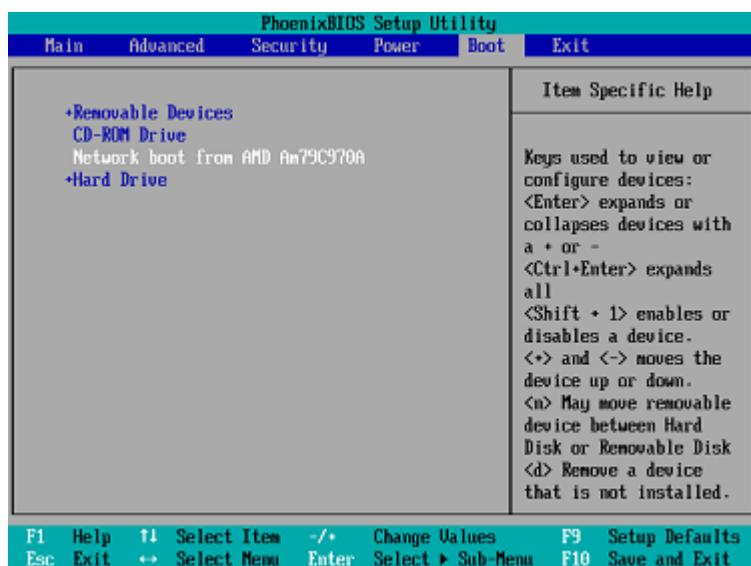 PhoenixBIOS Setup Utility
Main Advanced Security Power Boot Exit
+Removable Devices
CD-ROM Drive
Network boot from AMD Am79C970A
+Hard Drive
Item Specific Help
Keys used to view or
configure devices:
<Enter> expands or
collapses devices with
a + or -
<Ctrl+Enter> expands
all
<Shift + 1> enables or
disables a device.
<+> and <-> moves the
device up or down.
<n> May move removable
device between Hard
Disk or Removable Disk
<d> Remove a device
that is not installed.
F1 Help ↑↓ Select Item -/+ Change Values F9 Setup Defaults
Esc Exit ↔ Select Menu Enter Select ▶ Sub-Menu F10 Save and Exit